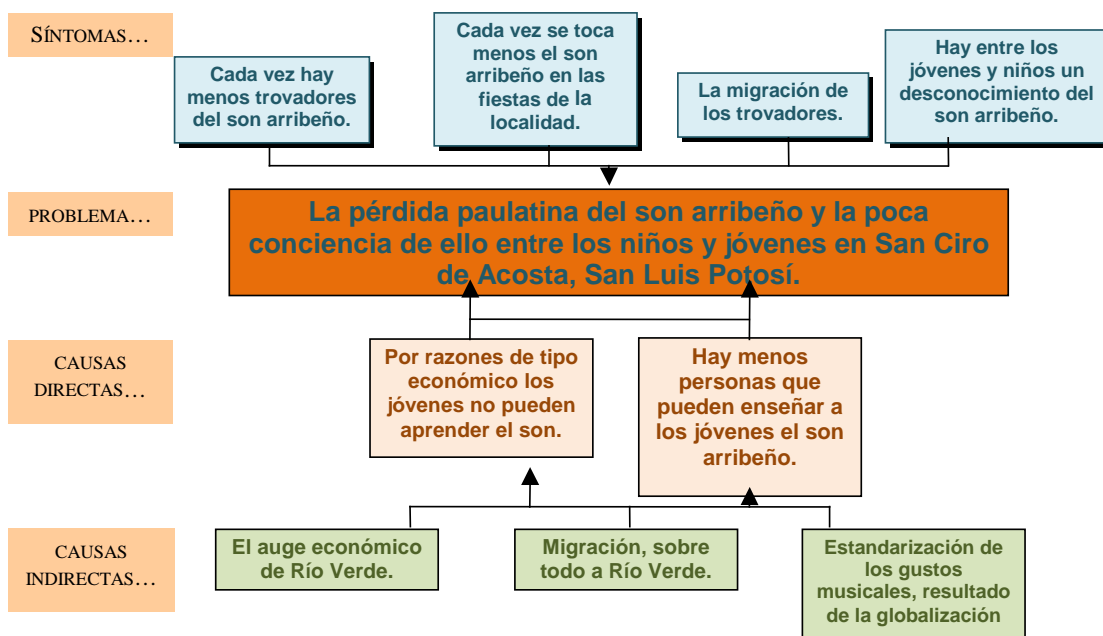 SÍNTOMAS…
Cada vez hay
menos trovadores
del son arribeño.
Cada vez se toca
menos el son
arribeño en las
fiestas de la
localidad.
La migración de
los trovadores.
Hay entre los
jóvenes y niños un
desconocimiento del
son arribeño.
PROBLEMA…
La pérdida paulatina del son arribeño y la poca
conciencia de ello entre los niños y jóvenes en San Ciro
de Acosta, San Luis Potosí.
CAUSAS
DIRECTAS…
Por razones de tipo
económico los
jóvenes no pueden
aprender el son.
Hay menos
personas que
pueden enseñar a
los jóvenes el son
arribeño.
CAUSAS
INDIRECTAS…
El auge económico
de Río Verde.
Migración, sobre
todo a Río Verde.
Estandarización de
los gustos
musicales, resultado
de la globalización